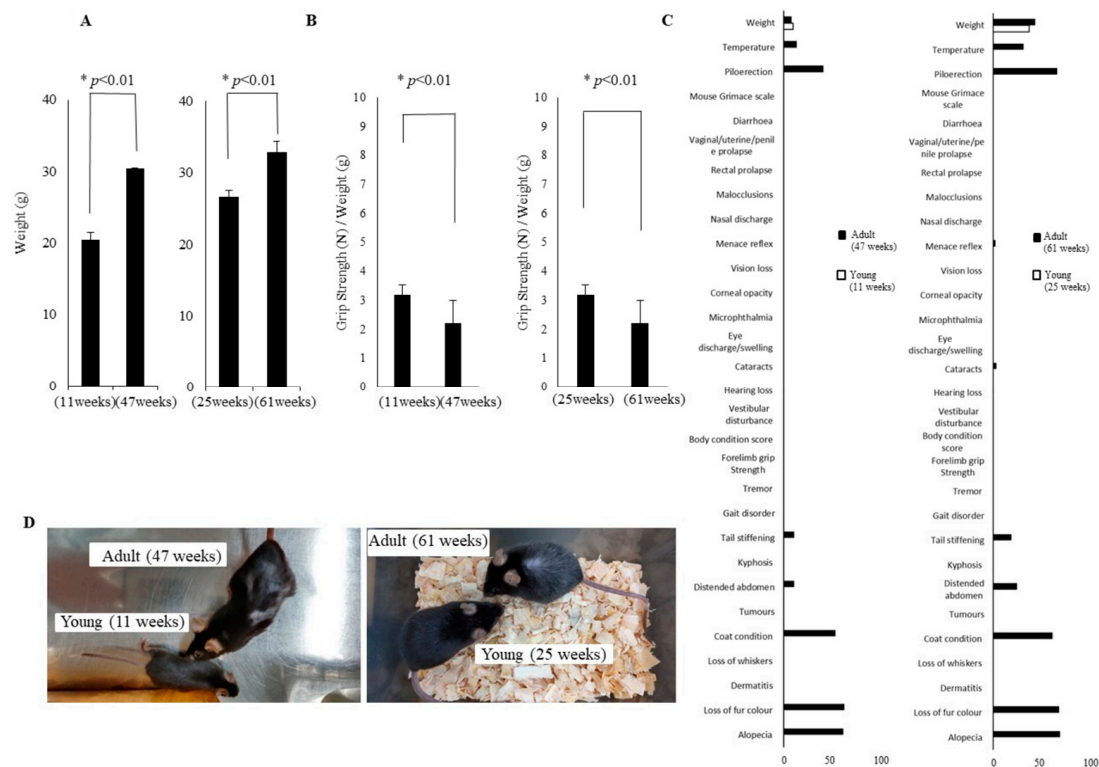 A
B
C
* p<0.01
* p<0.01
* p<0.01
* p<0.01
Weight (g)
40
30
20
10
0
(11weeks)(47weeks)
40
30
20
10
0
(25weeks)(61weeks)
Grip Strength (N) / Weight (g)
10
9
8
7
6
5
4
3
2
1
0
(11weeks)(47weeks)
Grip Strength (N) / Weight (g)
10
9
8
7
6
5
4
3
2
1
0
(25weeks)
(61weeks)
Weight
Temperature
Piloerection
Mouse Grimace scale
Diarrhoea
Vaginal/uterine/penil
e prolapse
Rectal prolapse
Malocclusions
Nasal discharge
Menace reflex
Vision loss
Corneal opacity
Microphthalmia
Eye
discharge/swelling
Cataracts
Hearing loss
Vestibular
disturbance
Body condition score
Forelimb grip
Strength
Tremor
Gait disorder
Tail stiffening
Kyphosis
Distended abdomen
Tumours
Coat condition
Loss of whiskers
Dermatitis
Loss of fur colour
Alopecia
0
50
100
Adult
(47 weeks)
Young
(11 weeks)
Weight
Temperature
Piloerection
Mouse Grimace
scale
Diarrhoea
Vaginal/uterine/pe
nile prolapse
Rectal prolapse
Malocclusions
Nasal discharge
Menace reflex
Vision loss
Corneal opacity
Microphthalmia
Eye
discharge/swelling
Cataracts
Hearing loss
Vestibular
disturbance
Body condition
score
Forelimb grip
Strength
Tremor
Gait disorder
Tail stiffening
Kyphosis
Distended
abdomen
Tumours
Coat condition
Loss of whiskers
Dermatitis
Loss of fur colour
Alopecia
0
50
100
Adult
(61 weeks)
Young
(25 weeks)
D
Adult (47 weeks)
Young (11 weeks)
Adult (61 weeks)
Young (25 weeks)